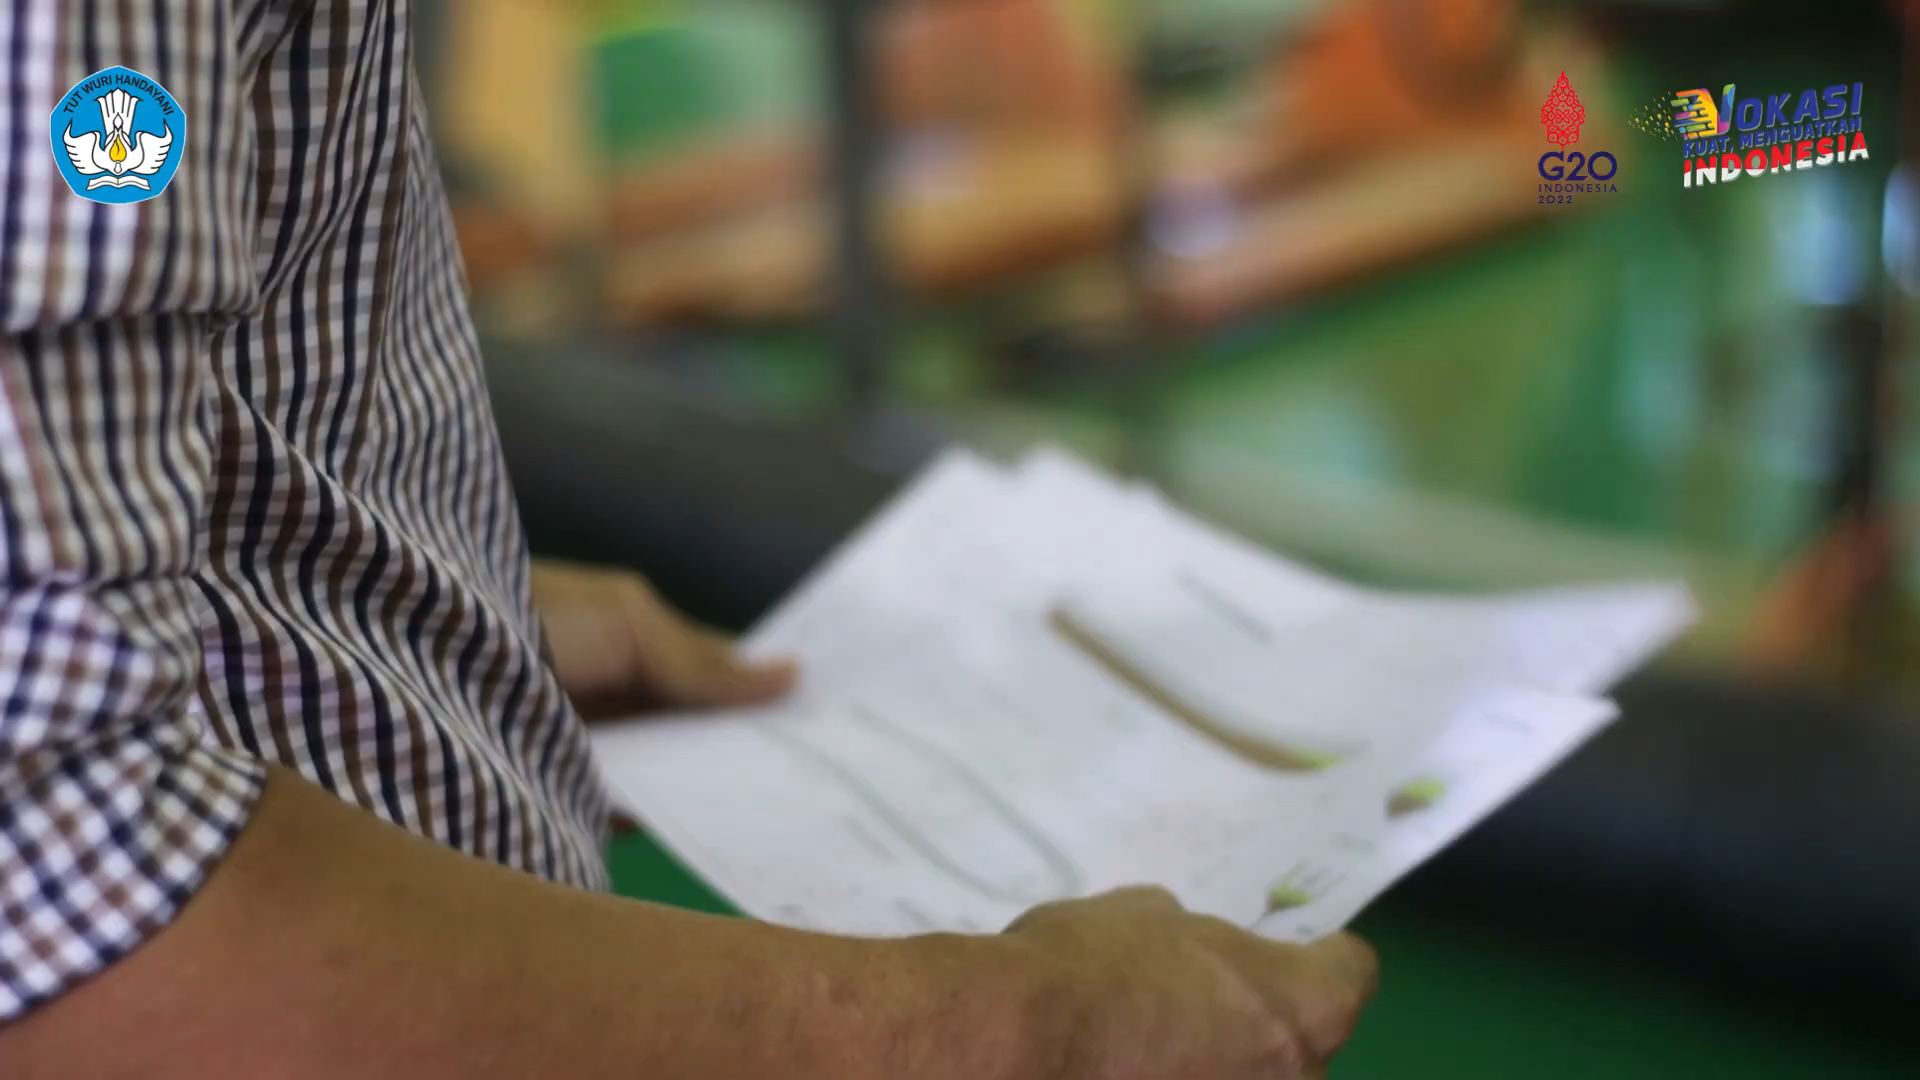 TUT WURI HANDAYANI
G20
INDONESIA
2022
VOKASI
KUAT, MENGUATKAN
INDONESIA